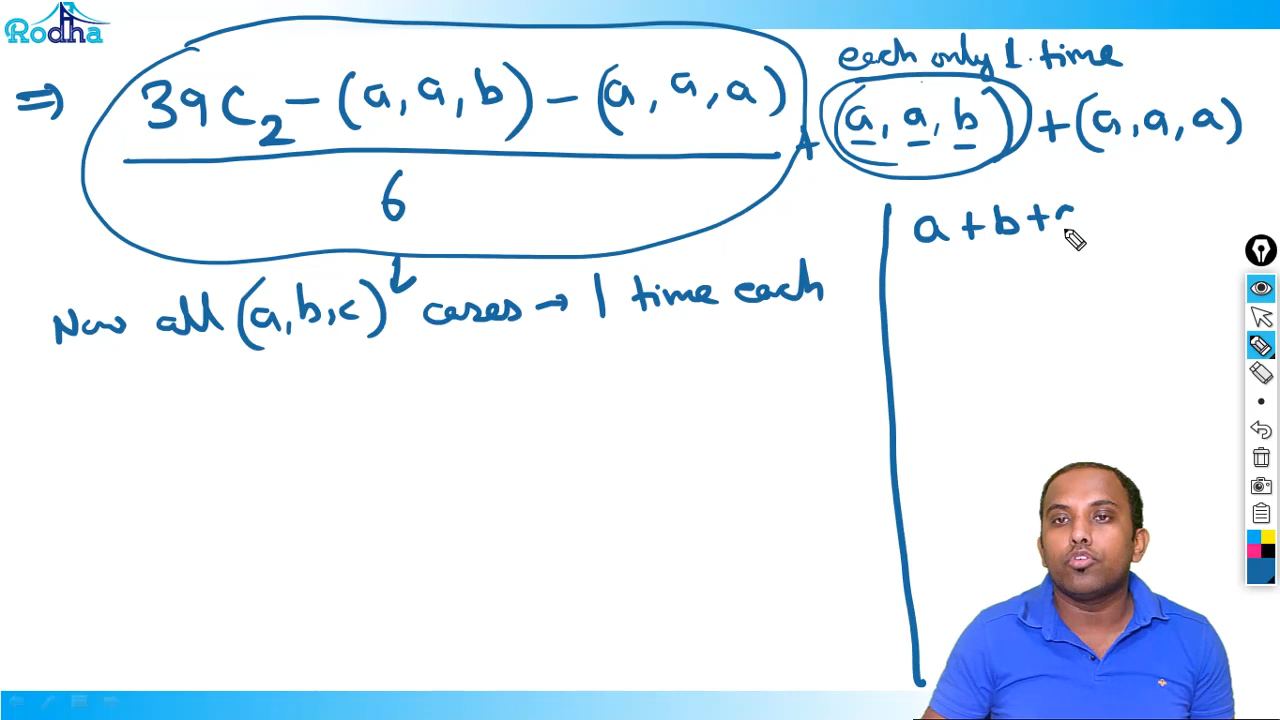 Rodha
each only 1 time
⇒ 39C2 − (a, a, b) − (a, a, a) / 6 + (a, a, b) + (a, a, a)
a + b +
Now all (a, b, c) cases → 1 time each